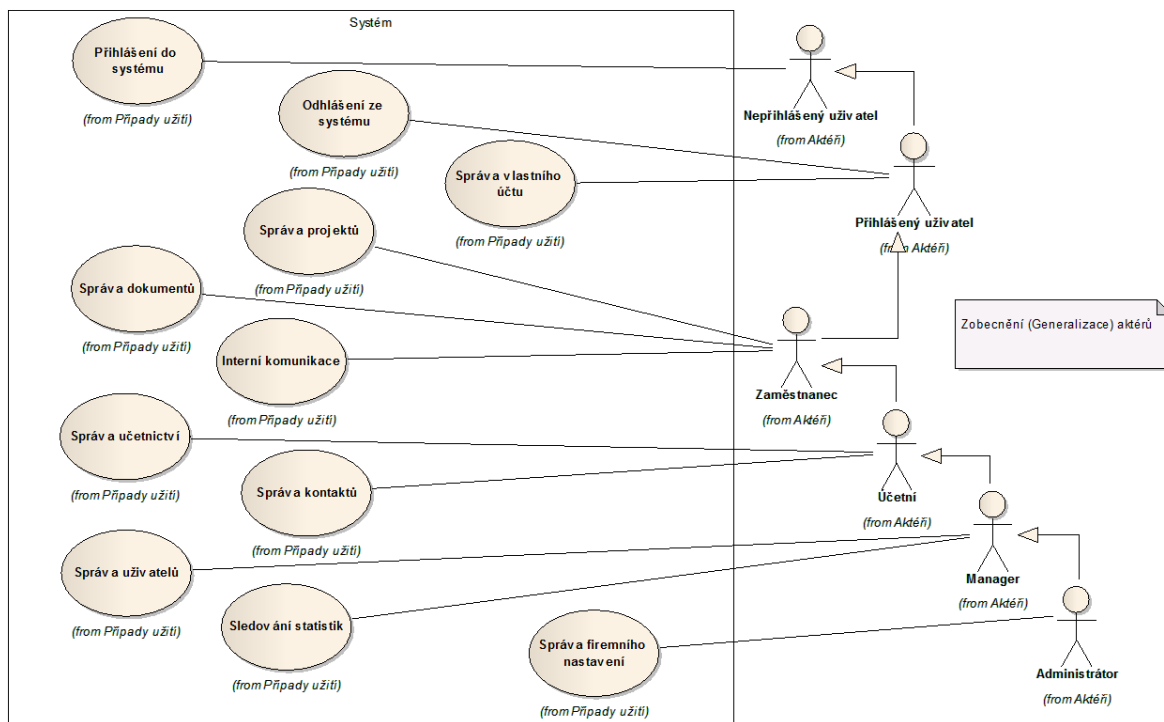 Systém
Přihlášení do
systému
(from Případy užití)
Odhlášení ze
systému
(from Případy užití)
Správa vlastního
účtu
(from Případy užití)
Správa projektů
(from Případy užití)
Správa dokumentů
(from Případy užití)
Interní komunikace
(from Případy užití)
Správa učetnictví
(from Případy užití)
Správa kontaktů
(from Případy užití)
Správa uživatelů
(from Případy užití)
Sledování statistik
(from Případy užití)
Správa firemního
nastavení
(from Případy užití)
Nepřihlášený uživatel
(from Aktéři)
Přihlášený uživatel
(from Aktéři)
Zobecnění (Generalizace) aktérů
Zaměstnanec
(from Aktéři)
Účetní
(from Aktéři)
Manager
(from Aktéři)
Administrátor
(from Aktéři)